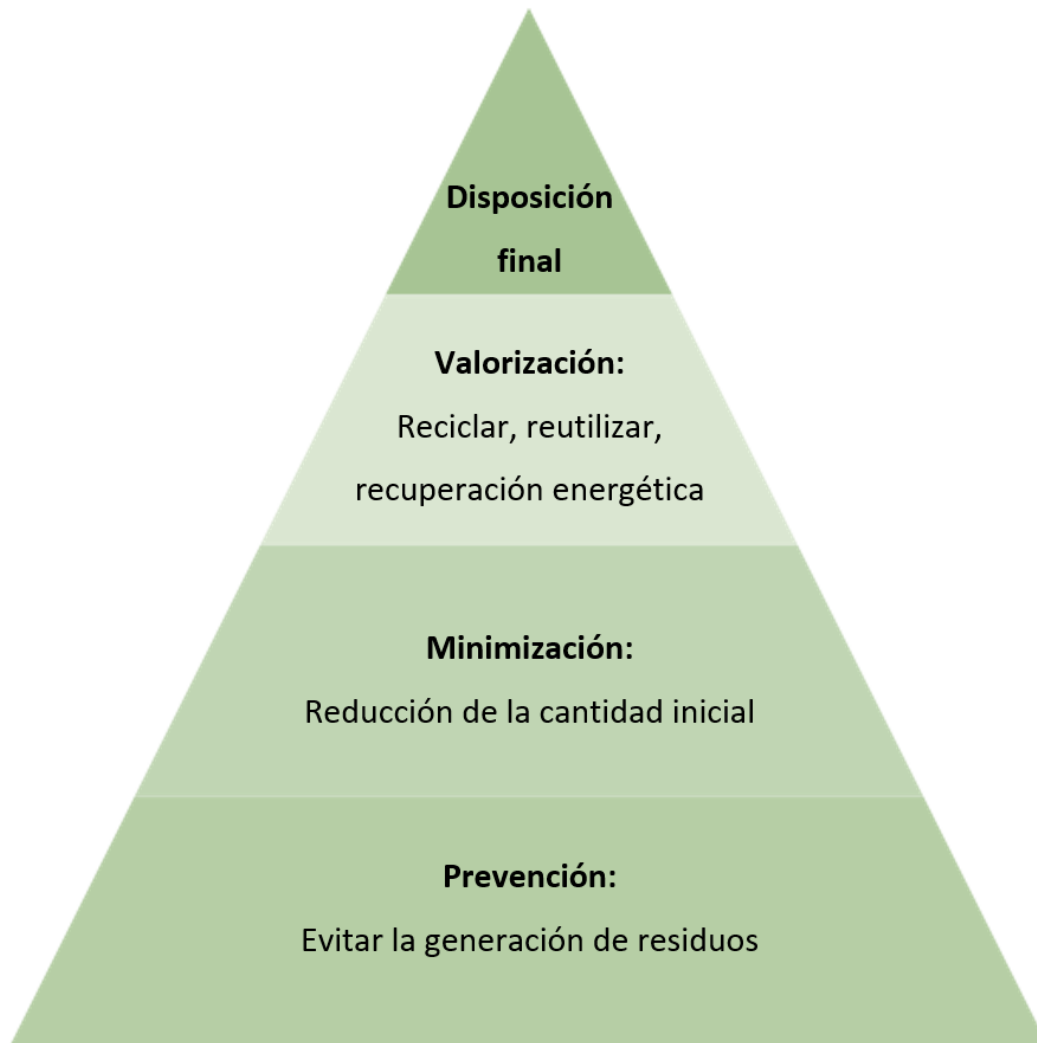 Disposición
final
Valorización:
Reciclar, reutilizar,
recuperación energética
Minimización:
Reducción de la cantidad inicial
Prevención:
Evitar la generación de residuos